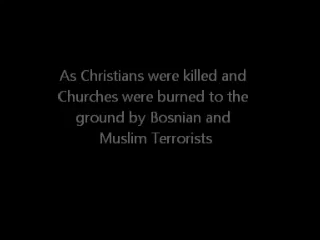 As Christians were killed and
Churches were burned to the
ground by Bosnian and
Muslim Terrorists